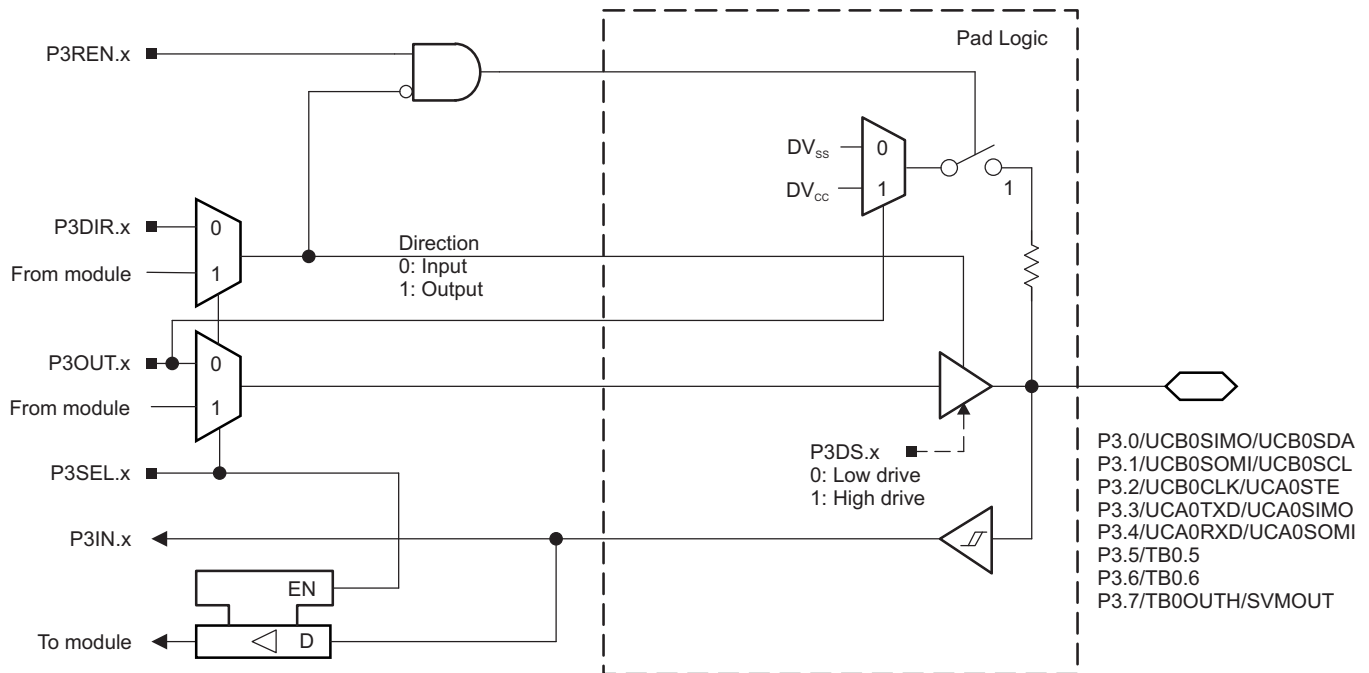 Pad Logic
P3REN.x
DVSS
0
DVCC
1
1
P3DIR.x
0
From module
1
Direction
0: Input
1: Output
P3OUT.x
0
From module
1
P3SEL.x
P3DS.x
0: Low drive
1: High drive
P3IN.x
EN
To module
D
P3.0/UCB0SIMO/UCB0SDA
P3.1/UCB0SOMI/UCB0SCL
P3.2/UCB0CLK/UCA0STE
P3.3/UCA0TXD/UCA0SIMO
P3.4/UCA0RXD/UCA0SOMI
P3.5/TB0.5
P3.6/TB0.6
P3.7/TB0OUTH/SVMOUT